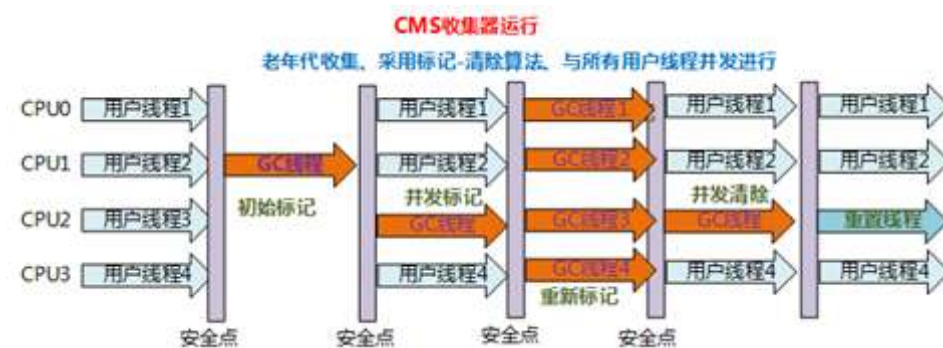 CMS收集器运行
老年代收集、采用标记-清除算法、与所有用户线程并发进行
CPU0 用户线程1 用户线程1 GC线程1 用户线程1 用户线程1
CPU1 用户线程2 GC线程 用户线程2 GC线程2 用户线程2 用户线程2
初始标记 并发标记 并发清除
CPU2 用户线程3 GC线程 GC线程3 GC线程 重置线程
CPU3 用户线程4 用户线程4 GC线程4 用户线程4 用户线程4
重新标记
安全点 安全点 安全点 安全点